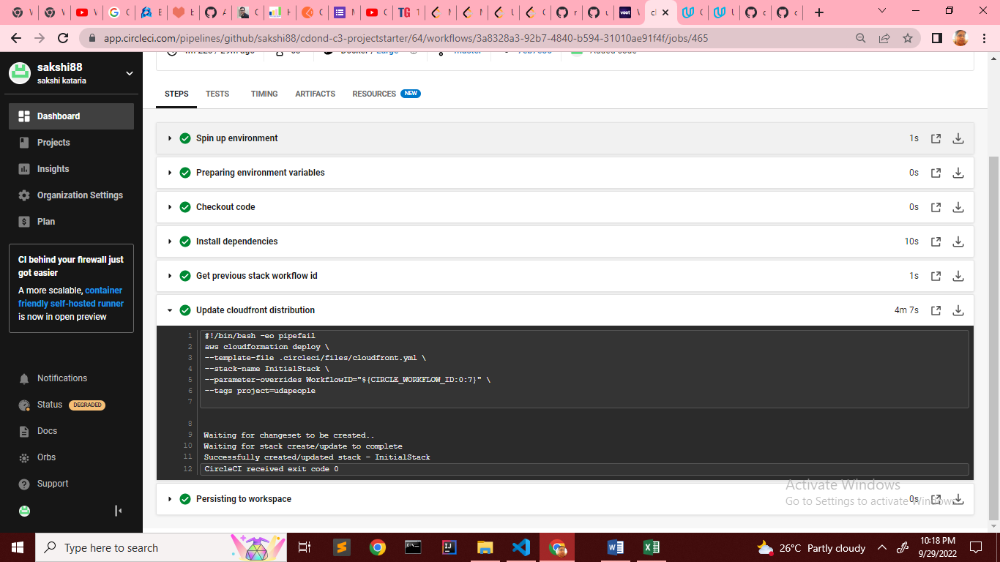 app.circleci.com/pipelines/github/sakshi88/cdond-c3-projectstarter/64/workflows/3a8328a3-92b7-4840-b594-31010ae91f4f/jobs/465
sakshi88
sakshi kataria
Dashboard
Projects
Insights
Organization Settings
Plan
CI behind your firewall just
got easier
A more scalable, container
friendly self-hosted runner
is now in open preview
Notifications
Status DEGRADED
Docs
Orbs
Support
STEPS TESTS TIMING ARTIFACTS RESOURCES NEW
Spin up environment 1s
Preparing environment variables 0s
Checkout code 0s
Install dependencies 10s
Get previous stack workflow id 1s
Update cloudfront distribution 4m 7s
1 #!/bin/bash -eo pipefail
2 aws cloudformation deploy \
3 --template-file .circleci/files/cloudfront.yml \
4 --stack-name InitialStack \
5 --parameter-overrides WorkflowID="${CIRCLE_WORKFLOW_ID:0:7}" \
6 --tags project=udapeople
7
8
9 Waiting for changeset to be created..
10 Waiting for stack create/update to complete
11 Successfully created/updated stack - InitialStack
12 CircleCI received exit code 0
Persisting to workspace 0s
Activate Windows
Go to Settings to activate Windows.
Type here to search
26°C Partly cloudy
10:18 PM
9/29/2022